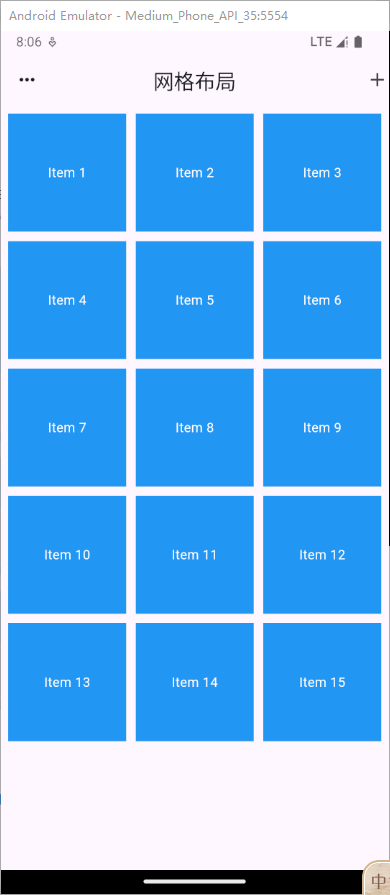 Android Emulator - Medium_Phone_API_35:5554
8:06 LTE
网格布局
Item 1 Item 2 Item 3
Item 4 Item 5 Item 6
Item 7 Item 8 Item 9
Item 10 Item 11 Item 12
Item 13 Item 14 Item 15
中